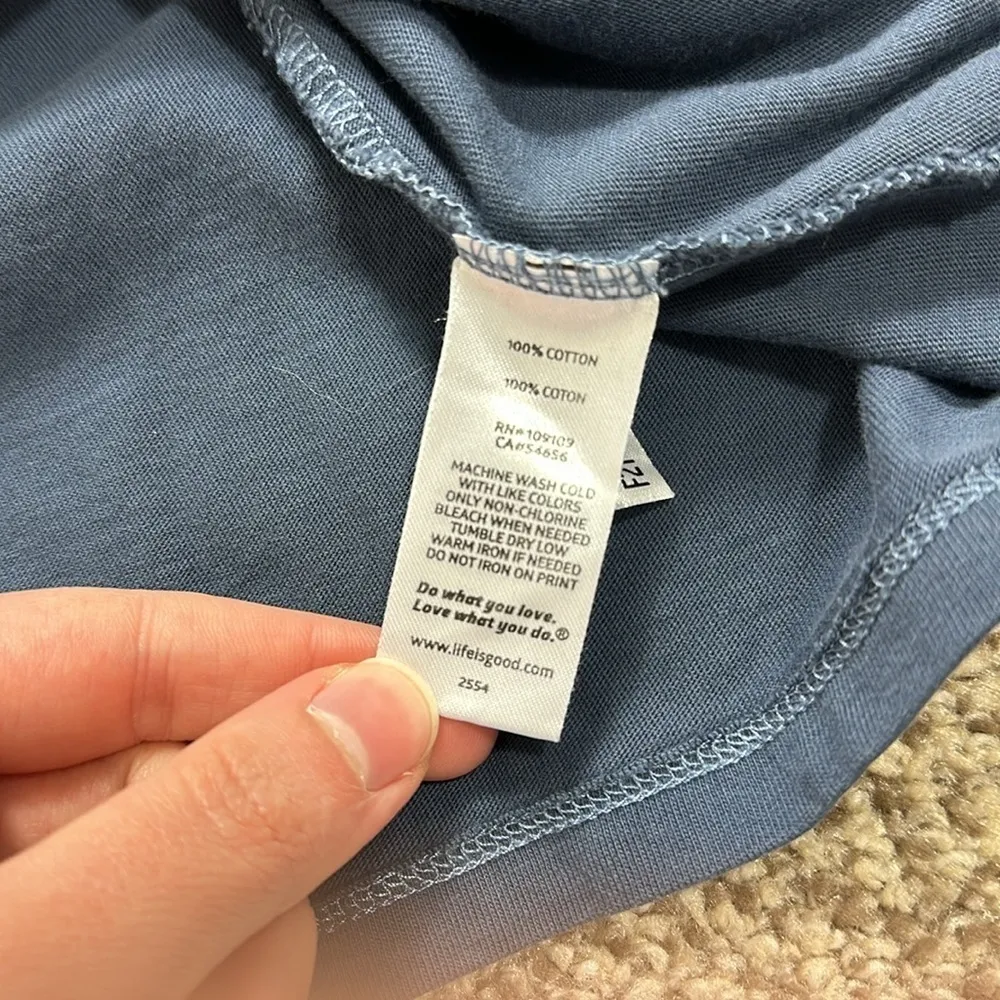 100% COTTON
100% COTON
RN#109109
CA#54656
MACHINE WASH COLD
WITH LIKE COLORS
ONLY NON-CHLORINE
BLEACH WHEN NEEDED
TUMBLE DRY LOW
WARM IRON IF NEEDED
DO NOT IRON ON PRINT
Do what you love.
Love what you do.®
www.lifeisgood.com
2554